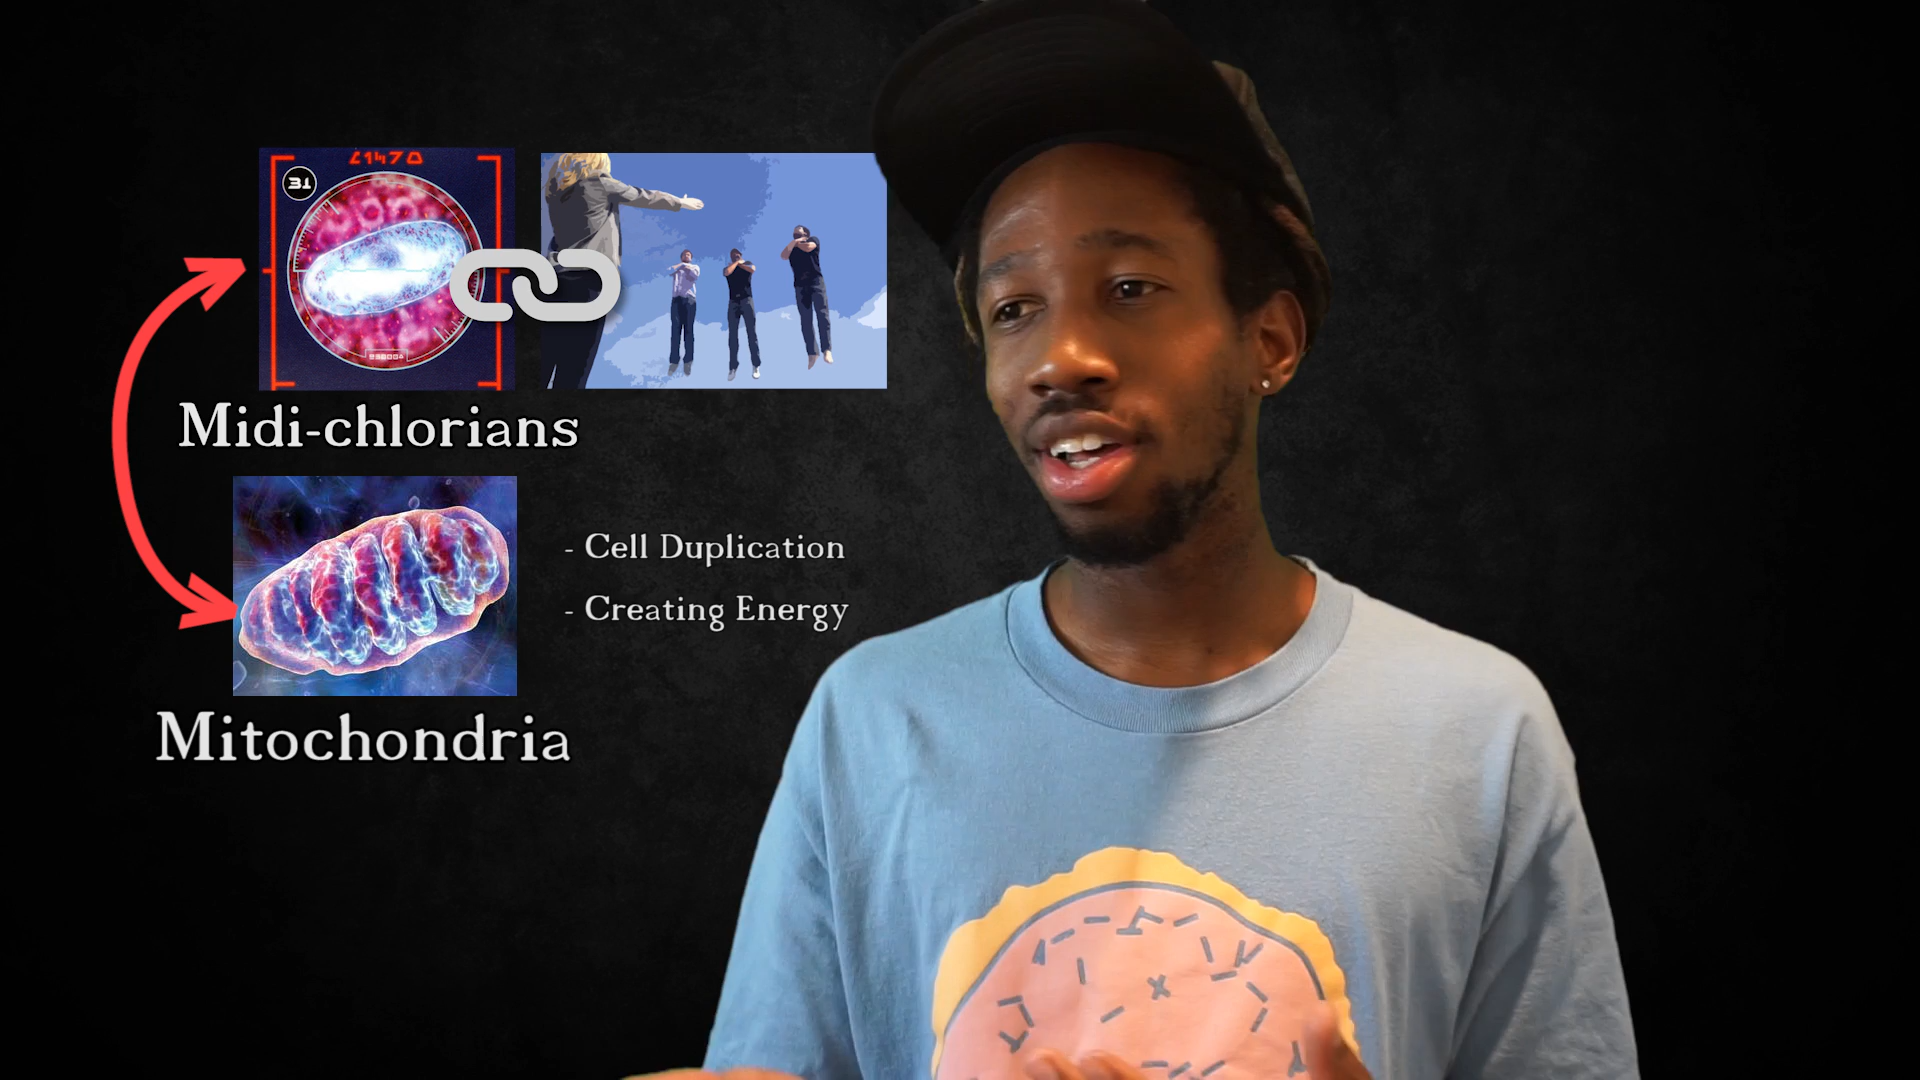 Midi-chlorians
- Cell Duplication
- Creating Energy
Mitochondria